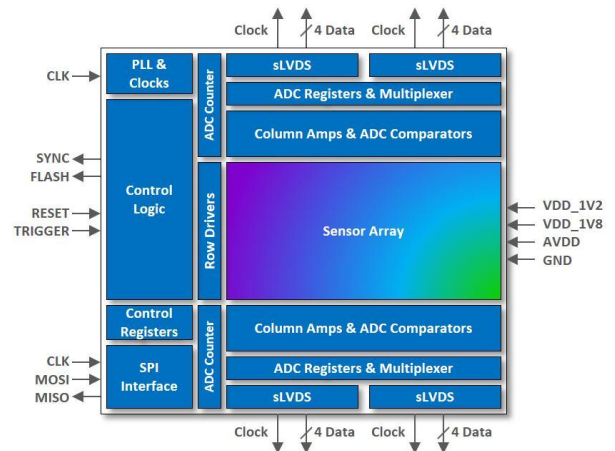 Clock
4 Data
Clock
4 Data
CLK
PLL &
Clocks
ADC Counter
sLVDS
sLVDS
ADC Registers & Multiplexer
Column Amps & ADC Comparators
SYNC
FLASH
RESET
TRIGGER
Control
Logic
Row Drivers
Sensor Array
VDD_1V2
VDD_1V8
AVDD
GND
Control
Registers
ADC Counter
Column Amps & ADC Comparators
CLK
MOSI
MISO
SPI
Interface
ADC Registers & Multiplexer
sLVDS
sLVDS
Clock
4 Data
Clock
4 Data